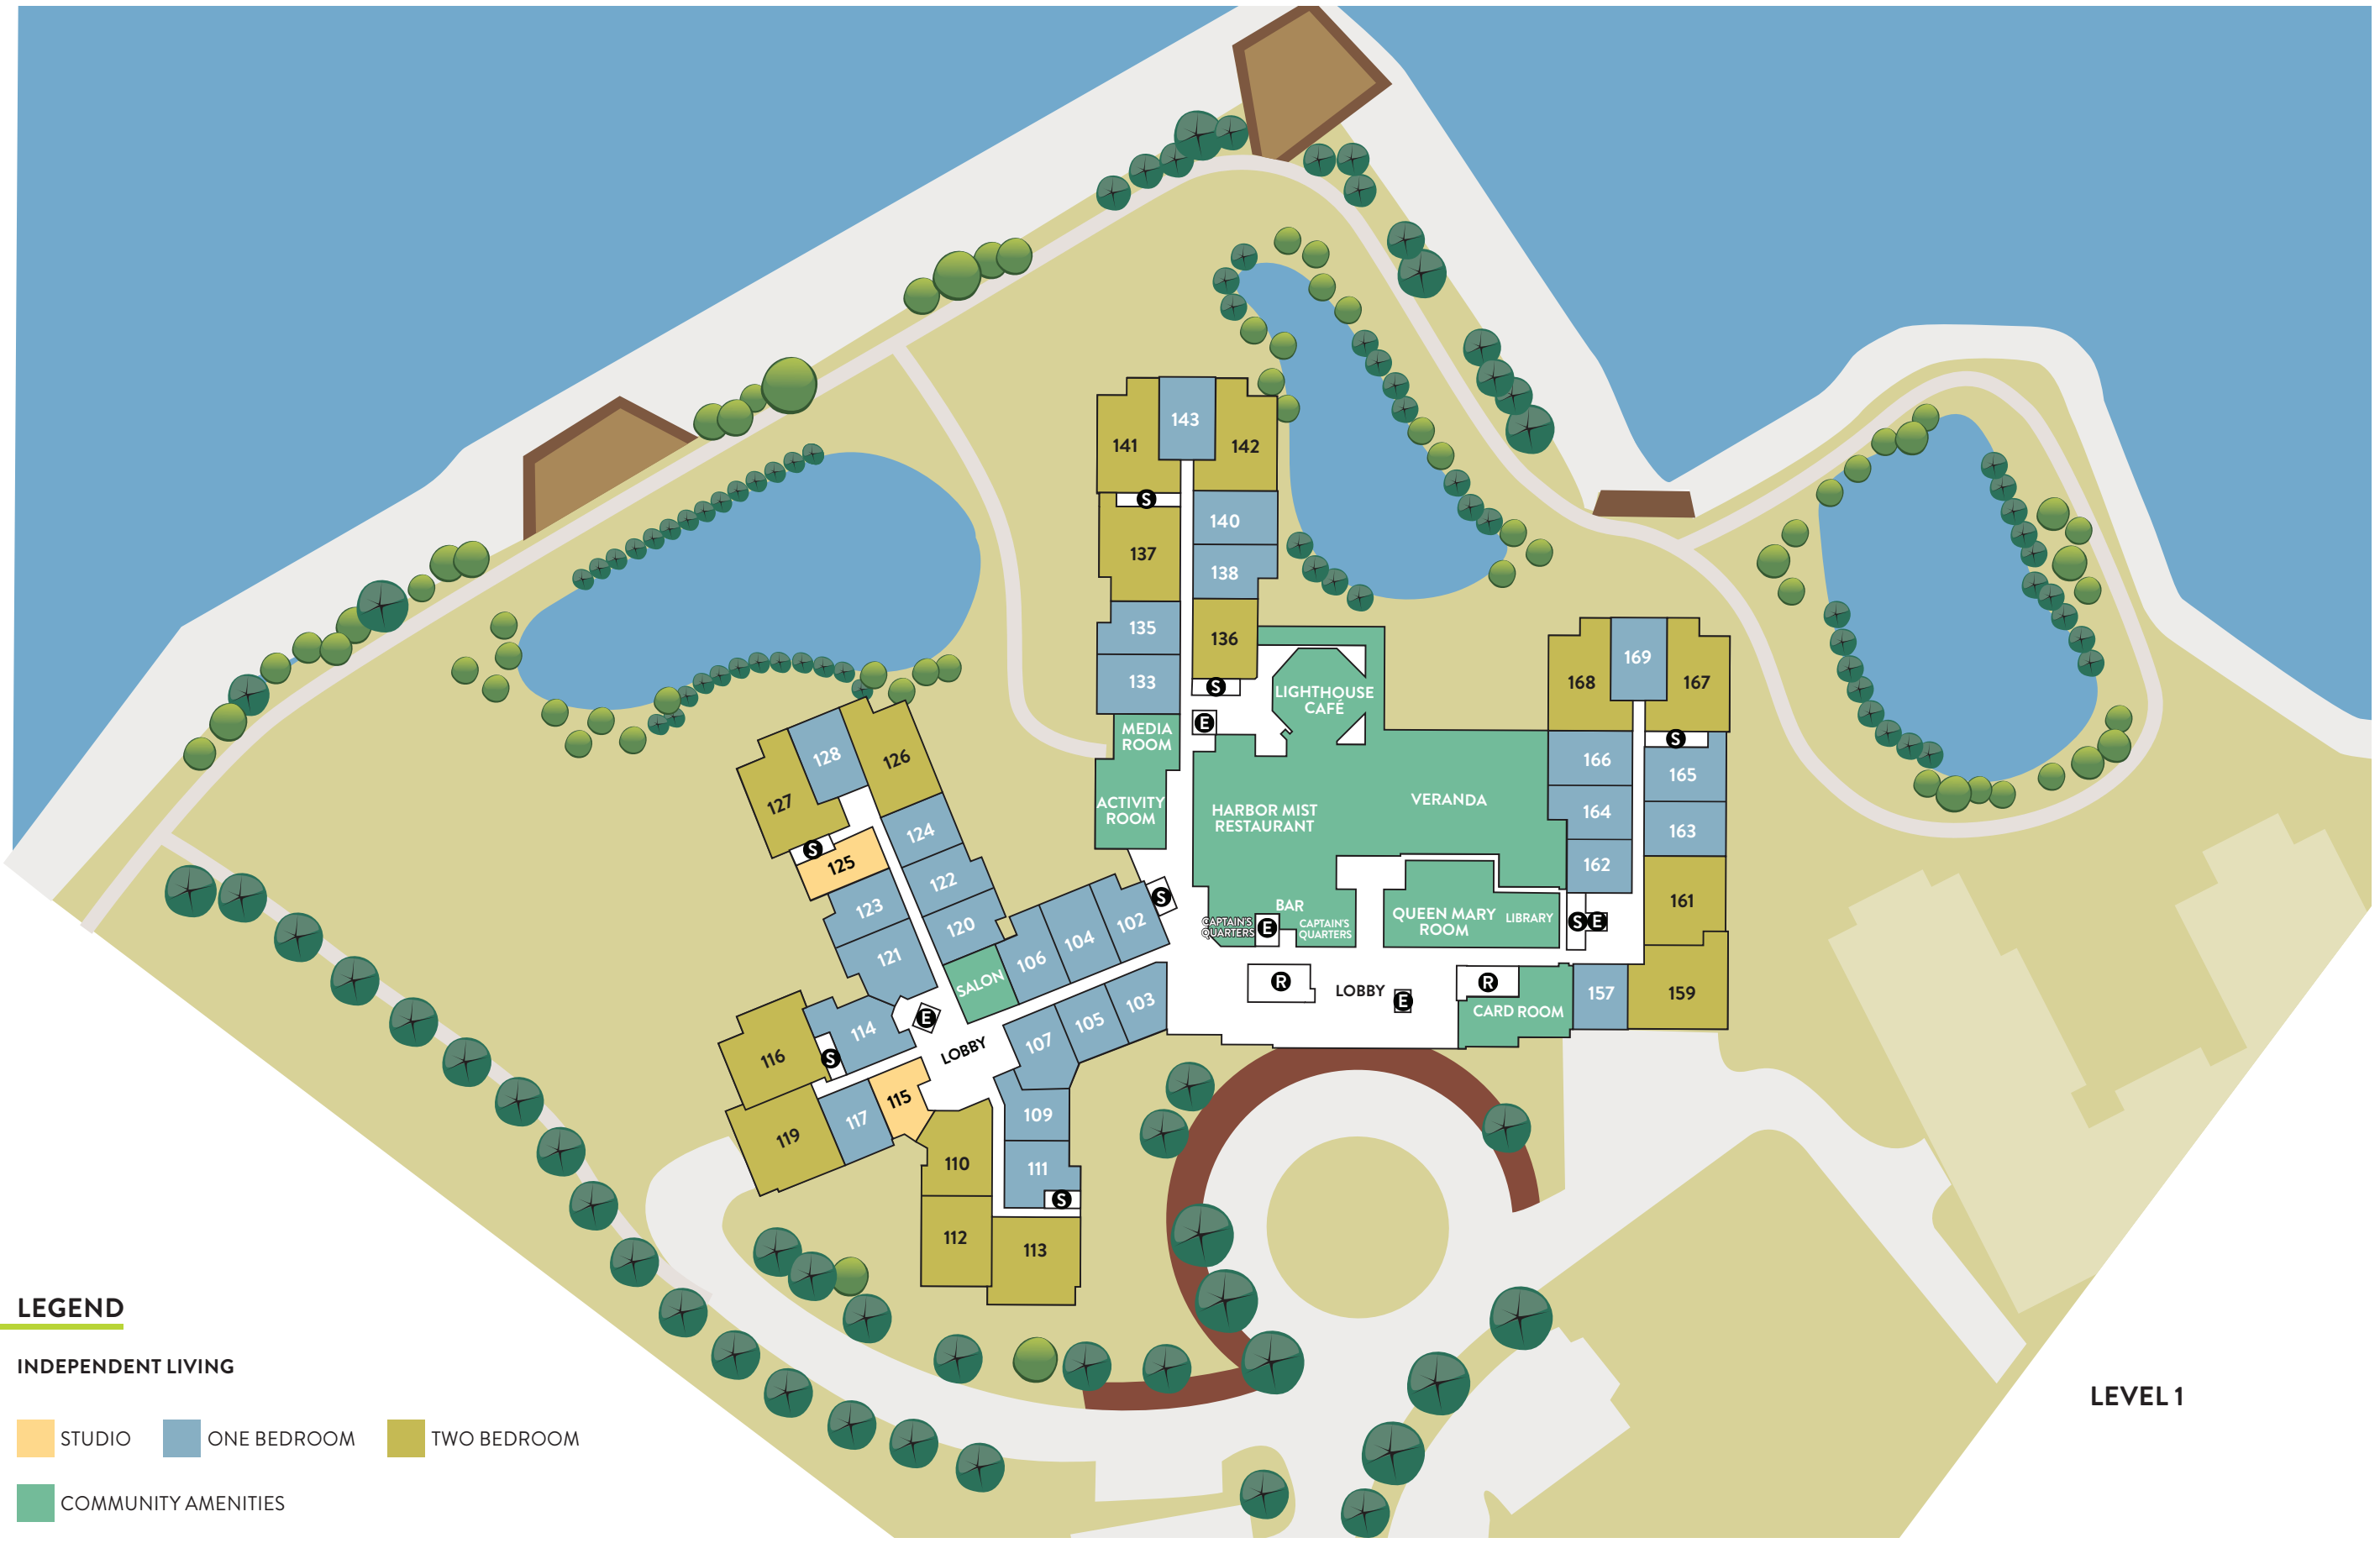 143
141
142
S
140
137
138
135
136
133
S
E
MEDIA
ROOM
ACTIVITY
ROOM
LIGHTHOUSE
CAFÉ
HARBOR MIST
RESTAURANT
VERANDA
BAR
CAPTAIN'S
QUARTERS
E
CAPTAIN'S
QUARTERS
QUEEN MARY
ROOM
LIBRARY
S E
168
169
167
S
166
165
164
163
162
161
R
LOBBY
E
R
CARD ROOM
157
159
128
126
127
S
125
124
123
122
121
120
SALON
106
104
102
S
E
114
116
S
LOBBY
107
105
103
115
117
119
109
110
111
S
112
113
LEGEND
INDEPENDENT LIVING
STUDIO
ONE BEDROOM
TWO BEDROOM
COMMUNITY AMENITIES
LEVEL 1